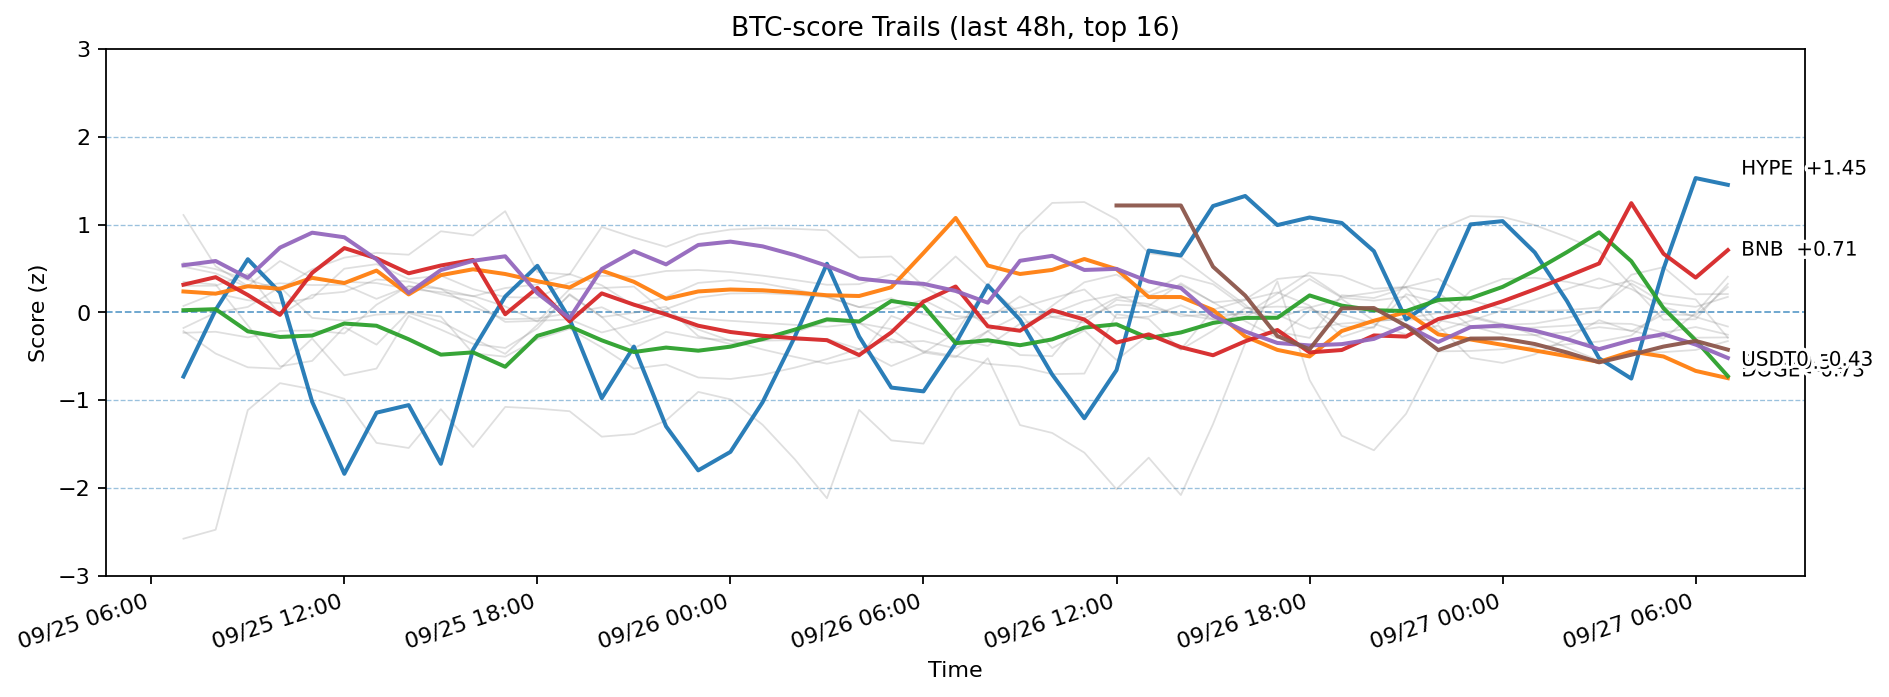 BTC-score Trails (last 48h, top 16)
3
2
1
0
−1
−2
−3
Score (z)
HYPE +1.45
BNB +0.71
USDT0 -0.43
DOGE -0.75
09/25 06:00
09/25 12:00
09/25 18:00
09/26 00:00
09/26 06:00
09/26 12:00
09/26 18:00
09/27 00:00
09/27 06:00
Time